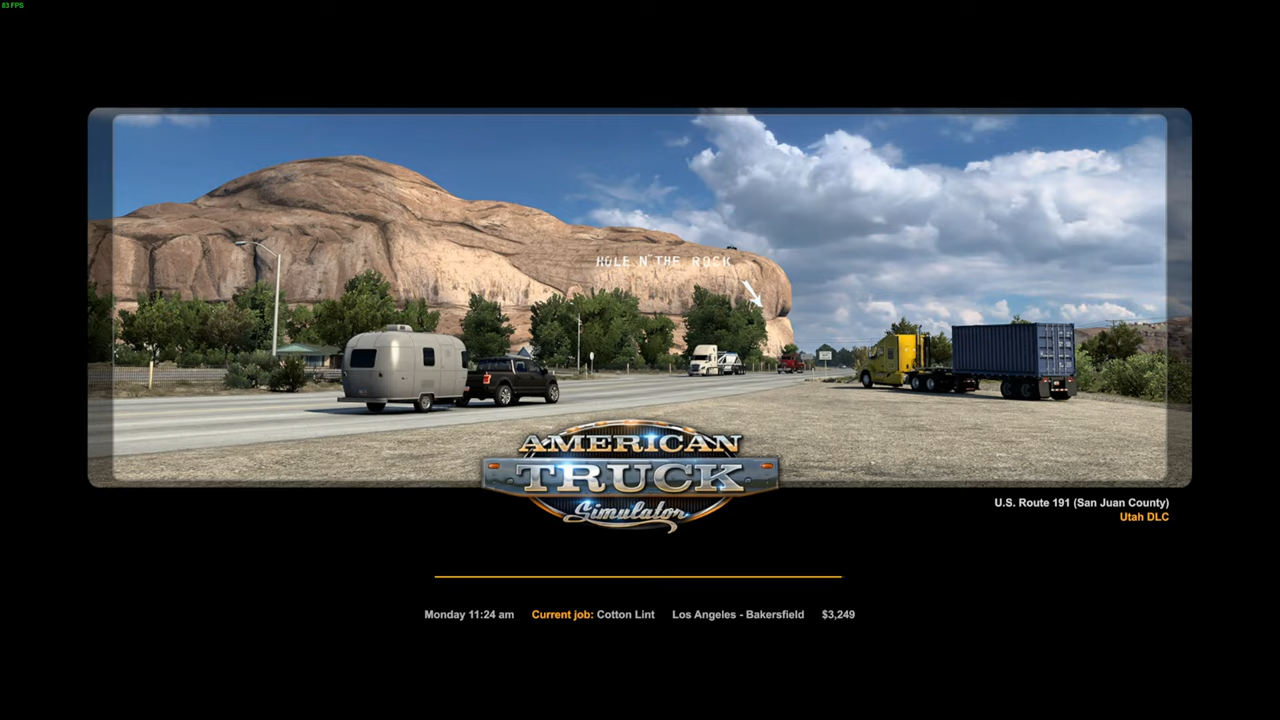 83 FPS
HOLE N" THE ROCK
AMERICAN
TRUCK
Simulator
U.S. Route 191 (San Juan County)
Utah DLC
Monday 11:24 am Current job: Cotton Lint Los Angeles - Bakersfield $3,249